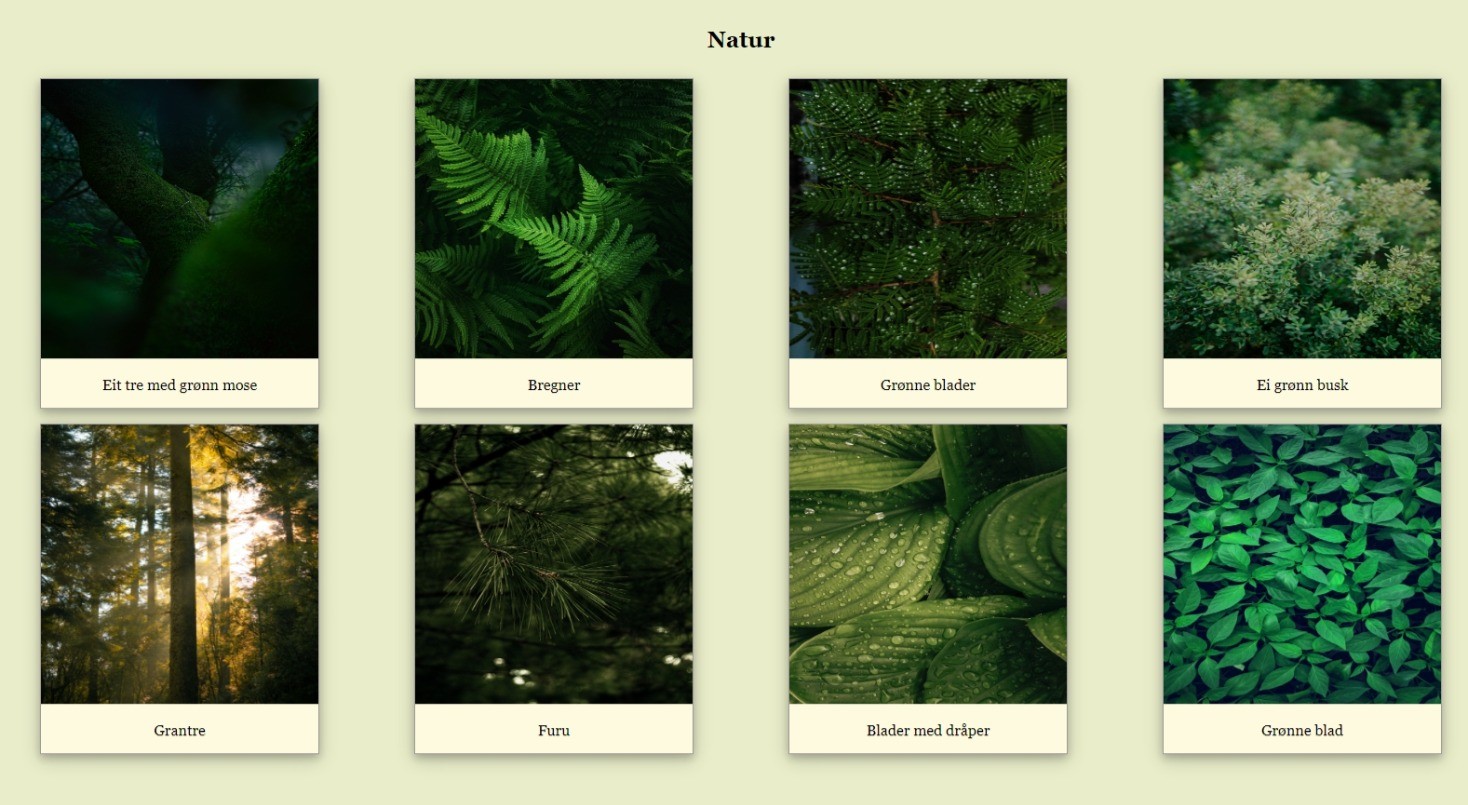 Natur
Eit tre med grønn mose
Bregner
Grønne blader
Ei grønn busk
Grantre
Furu
Blader med dråper
Grønne blad